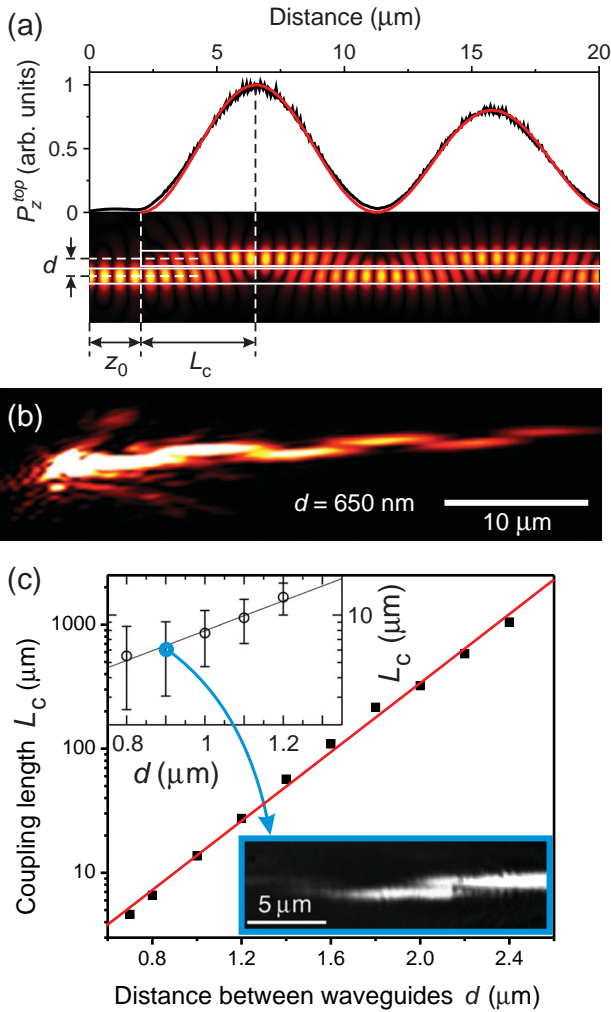 (a)
Distance (μm)
0 5 10 15 20
P_z^top (arb. units)
1
0.5
0
d
z₀
L_c
(b)
d = 650 nm
10 μm
(c)
Coupling length L_C (μm)
1000
100
10
10
L_C (μm)
0.8 1 1.2
d (μm)
5 μm
0.8 1.2 1.6 2.0 2.4
Distance between waveguides d (μm)